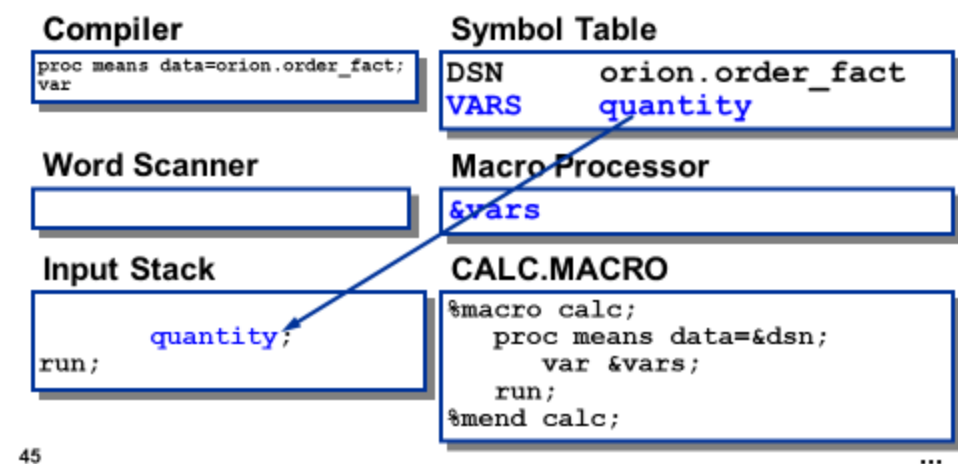 Compiler
proc means data=orion.order_fact;
var
Symbol Table
DSN orion.order_fact
VARS quantity
Word Scanner
Macro Processor
&vars
Input Stack
quantity;
run;
CALC.MACRO
%macro calc;
proc means data=&dsn;
var &vars;
run;
%mend calc;
45
...